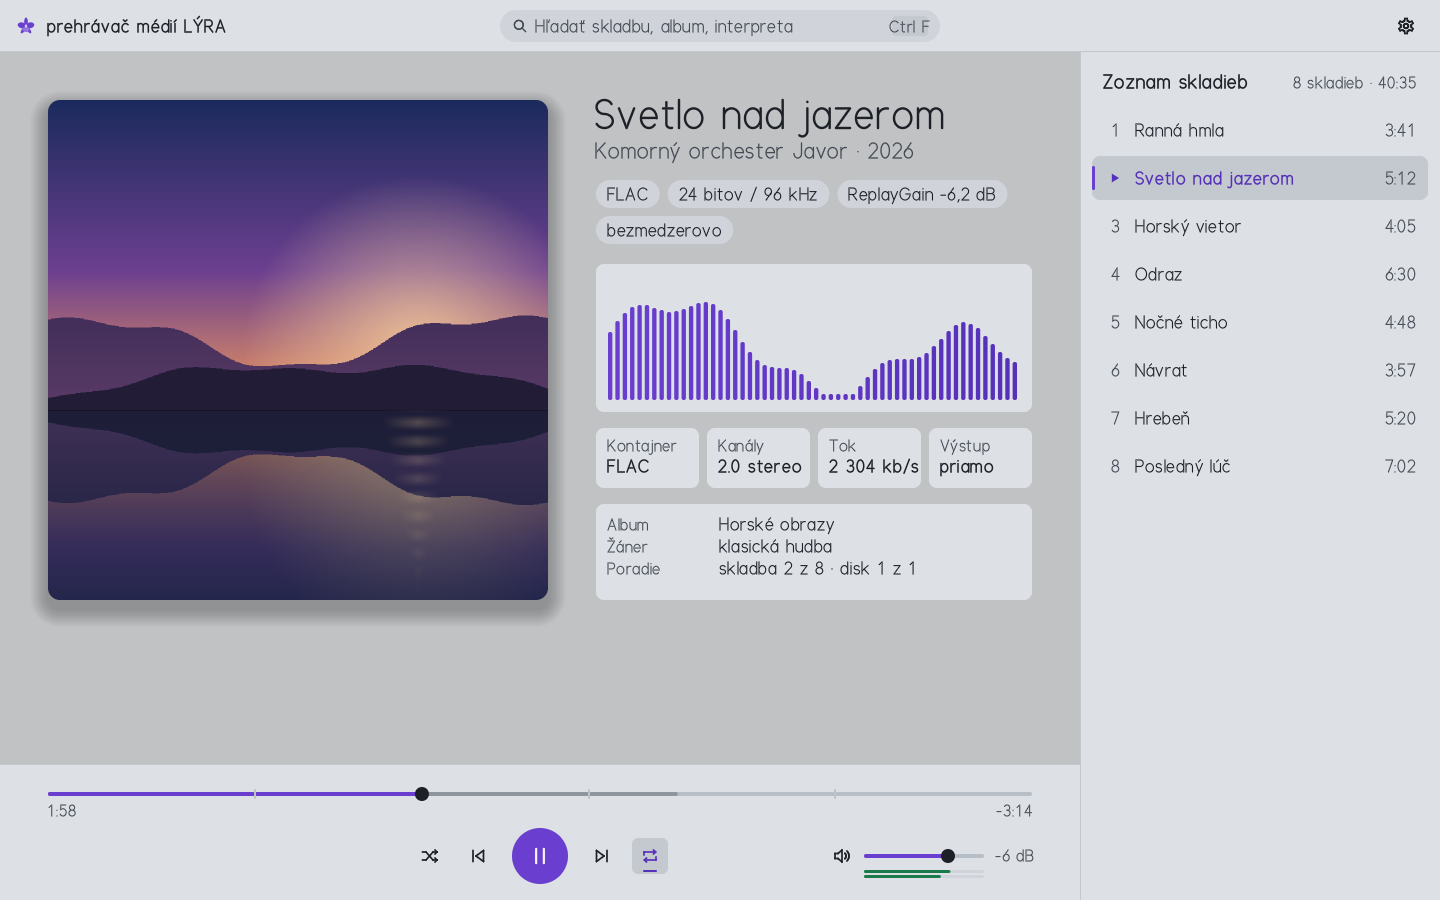 prehrávač médií LÝRA
Hľadať skladbu, album, interpreta
Ctrl F
Svetlo nad jazerom
Komorný orchester Javor · 2026
FLAC
24 bitov / 96 kHz
ReplayGain -6,2 dB
bezmedzerovo
Kontajner
FLAC
Kanály
2.0 stereo
Tok
2 304 kb/s
Výstup
priamo
Album
Horské obrazy
Žáner
klasická hudba
Poradie
skladba 2 z 8 · disk 1 z 1
Zoznam skladieb
8 skladieb · 40:35
1 Ranná hmla 3:41
Svetlo nad jazerom 5:12
3 Horský vietor 4:05
4 Odraz 6:30
5 Nočné ticho 4:48
6 Návrat 3:57
7 Hrebeň 5:20
8 Posledný lúč 7:02
1:58
-3:14
-6 dB